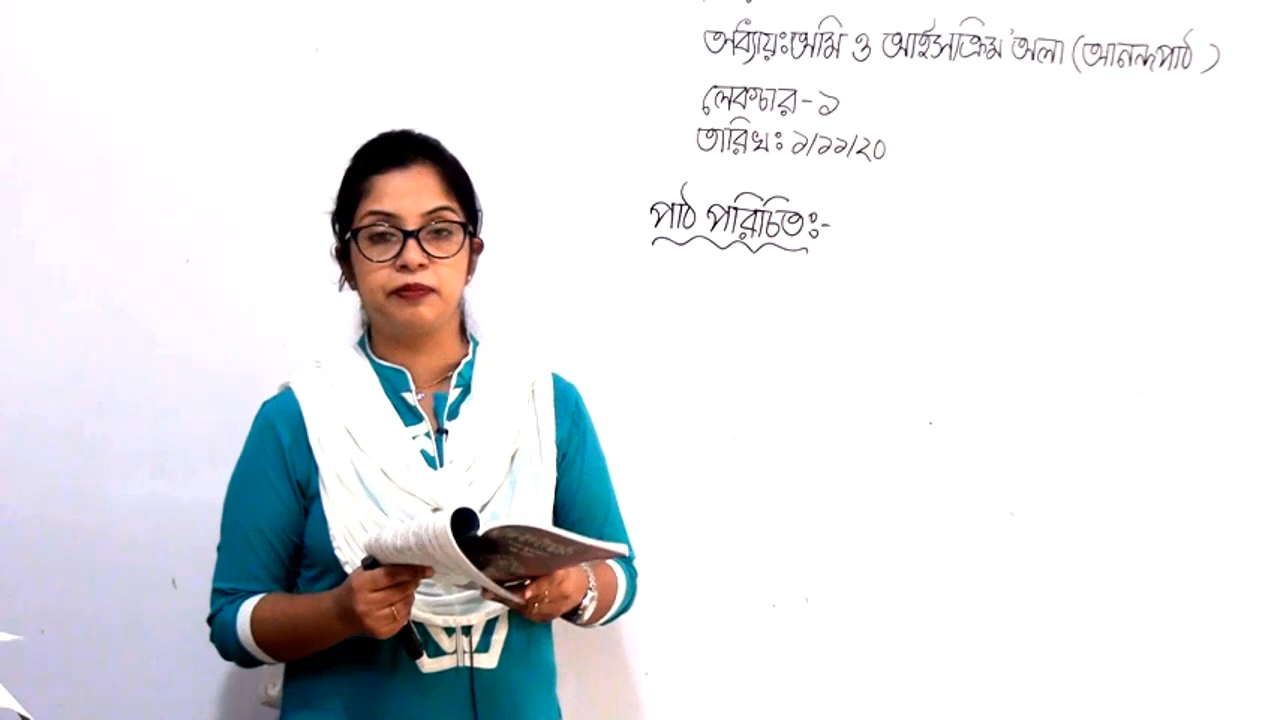 অধ্যায়ঃ অমি ও আইসক্রিম'অলা (আনন্দপাঠ)
লেকচার - ১
তারিখঃ ১/১১/২০
পাঠ পরিচিতিঃ-